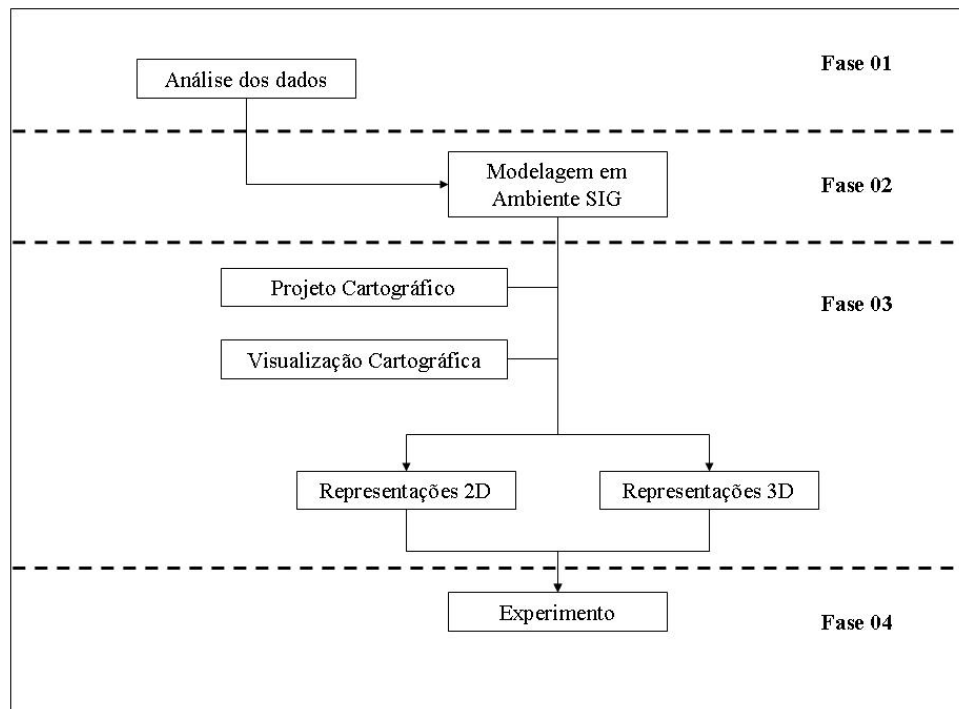 Fase 01
Análise dos dados
Modelagem em
Ambiente SIG
Fase 02
Projeto Cartográfico
Fase 03
Visualização Cartográfica
Representações 2D
Representações 3D
Experimento
Fase 04